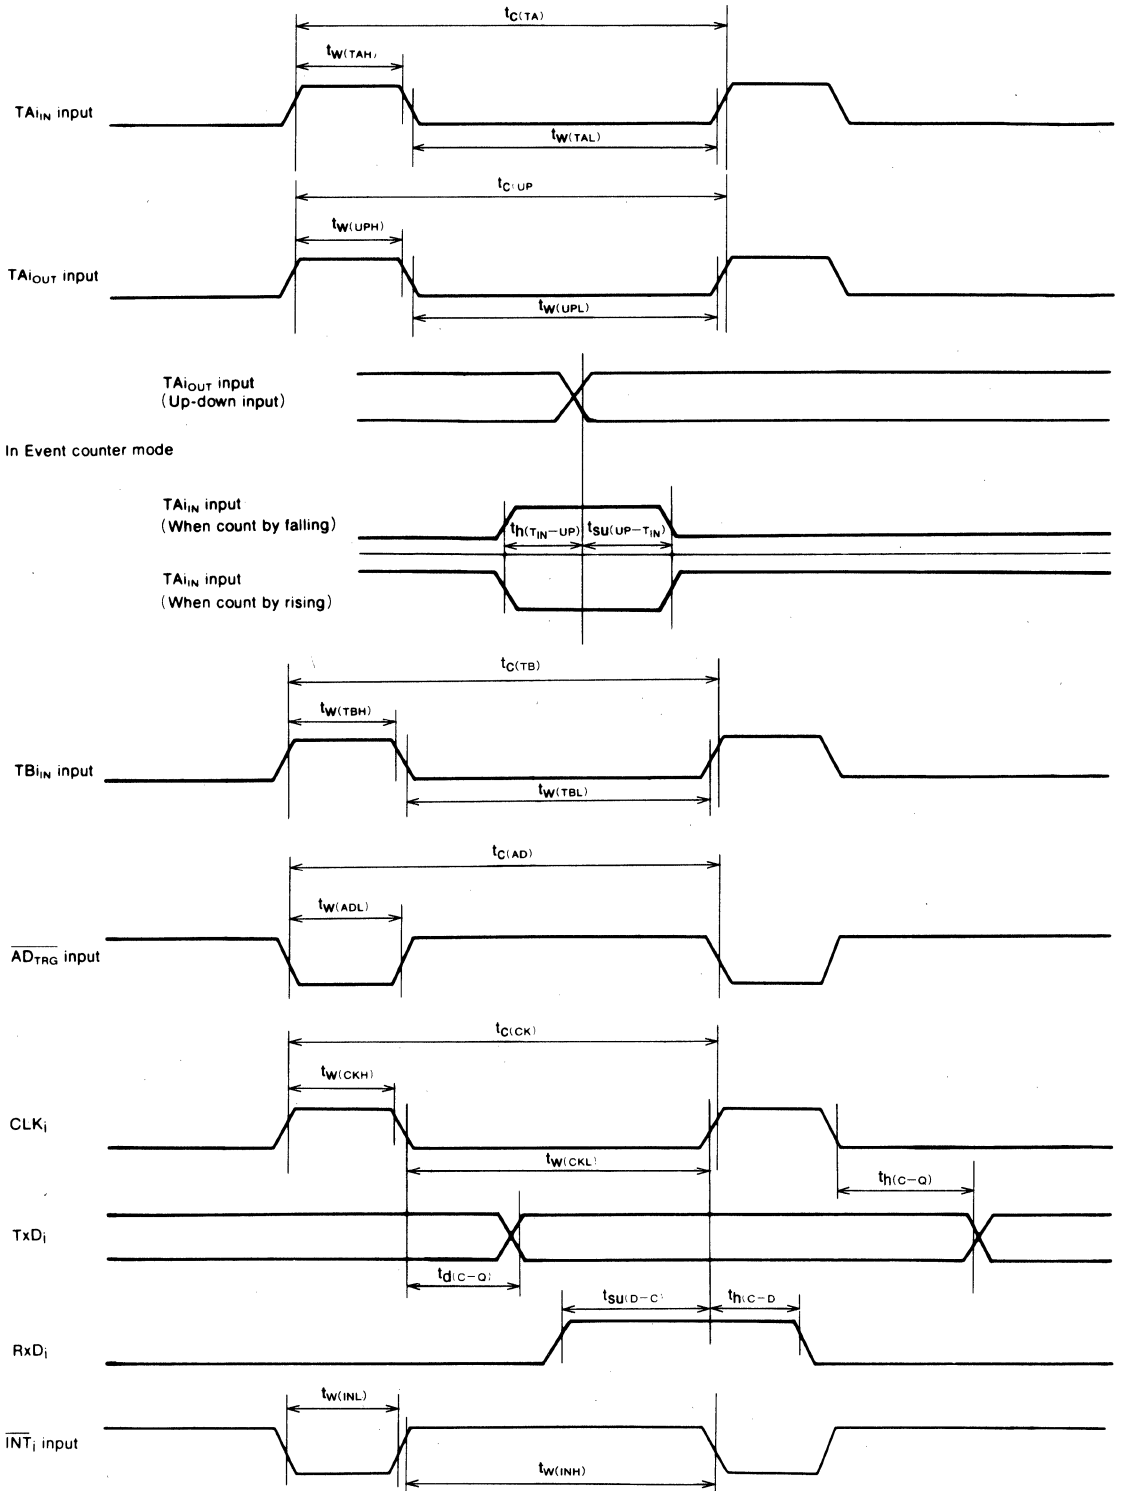 tC(TA)
tW(TAH)
TAiIN input
tW(TAL)
tC(UP
tW(UPH)
TAiOUT input
tW(UPL)
TAiOUT input
(Up-down input)
In Event counter mode
TAiIN input
(When count by falling)
th(TIN−UP) tsu(UP−TIN)
TAiIN input
(When count by rising)
tC(TB)
tW(TBH)
TBiIN input
tW(TBL)
tC(AD)
tW(ADL)
ADTRG input
tC(CK)
tW(CKH)
CLKi
tW(CKL)
th(C−Q)
TxDi
td(C−Q)
tsu(D−C) th(C−D
RxDi
tW(INL)
INTi input
tW(INH)